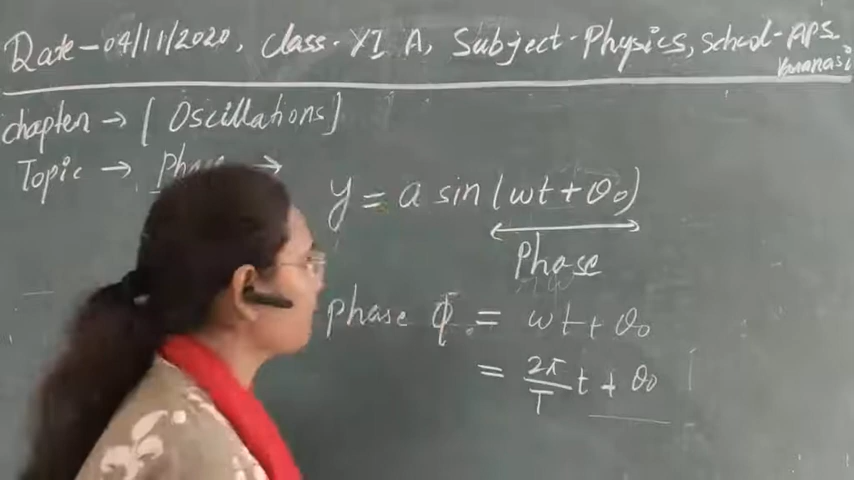 Date - 04/11/2020, Class - XI A, Subject - Physics, School - APS
Varanasi
chapter → [ Oscillations ]
Topic → Phase →
y = a sin (ωt + θ₀)
Phase
phase ϕ = ωt + θ₀
= 2π/T t + θ₀